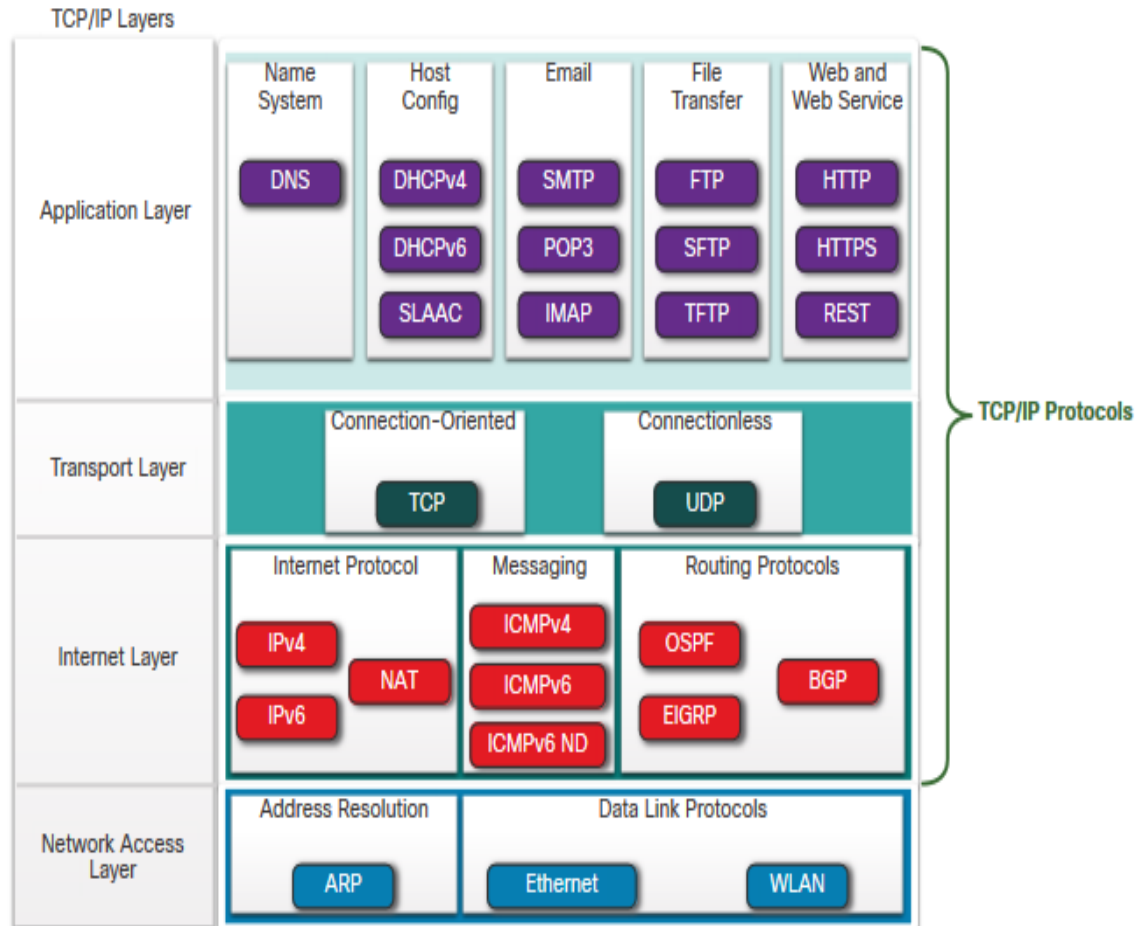 TCP/IP Layers
Application Layer
Name
System
DNS
Host
Config
DHCPv4
DHCPv6
SLAAC
Email
SMTP
POP3
IMAP
File
Transfer
FTP
SFTP
TFTP
Web and
Web Service
HTTP
HTTPS
REST
TCP/IP Protocols
Transport Layer
Connection-Oriented
TCP
Connectionless
UDP
Internet Layer
Internet Protocol
IPv4
NAT
IPv6
Messaging
ICMPv4
ICMPv6
ICMPv6 ND
Routing Protocols
OSPF
BGP
EIGRP
Network Access
Layer
Address Resolution
ARP
Data Link Protocols
Ethernet
WLAN